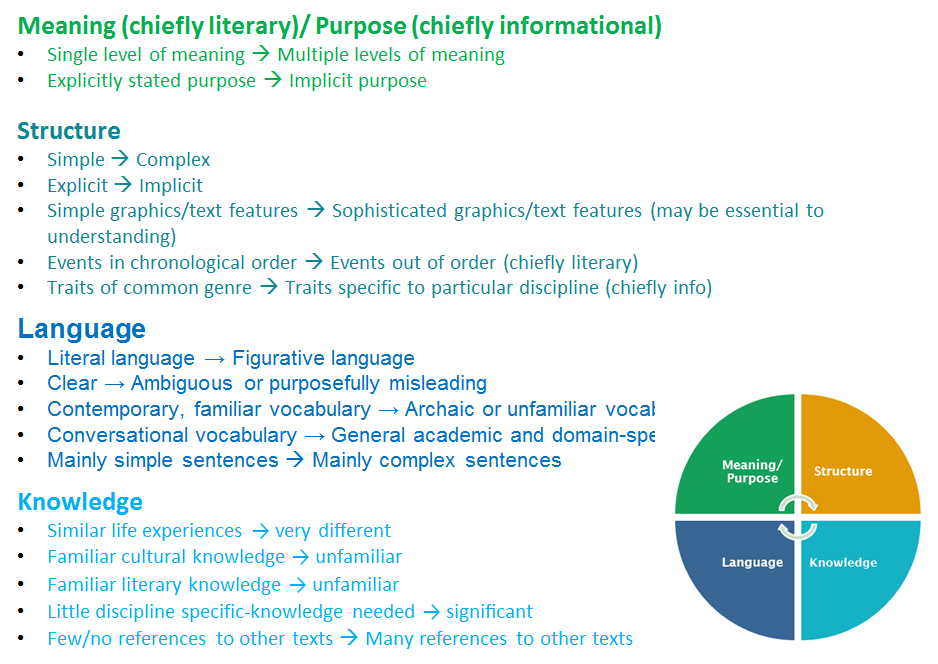 Meaning (chiefly literary)/ Purpose (chiefly informational)
• Single level of meaning → Multiple levels of meaning
• Explicitly stated purpose → Implicit purpose
Structure
• Simple → Complex
• Explicit → Implicit
• Simple graphics/text features → Sophisticated graphics/text features (may be essential to
understanding)
• Events in chronological order → Events out of order (chiefly literary)
• Traits of common genre → Traits specific to particular discipline (chiefly info)
Language
• Literal language → Figurative language
• Clear → Ambiguous or purposefully misleading
• Contemporary, familiar vocabulary → Archaic or unfamiliar vocab
• Conversational vocabulary → General academic and domain-spe
• Mainly simple sentences → Mainly complex sentences
Knowledge
• Similar life experiences → very different
• Familiar cultural knowledge → unfamiliar
• Familiar literary knowledge → unfamiliar
• Little discipline specific-knowledge needed → significant
• Few/no references to other texts → Many references to other texts
Meaning/
Purpose
Structure
Language
Knowledge